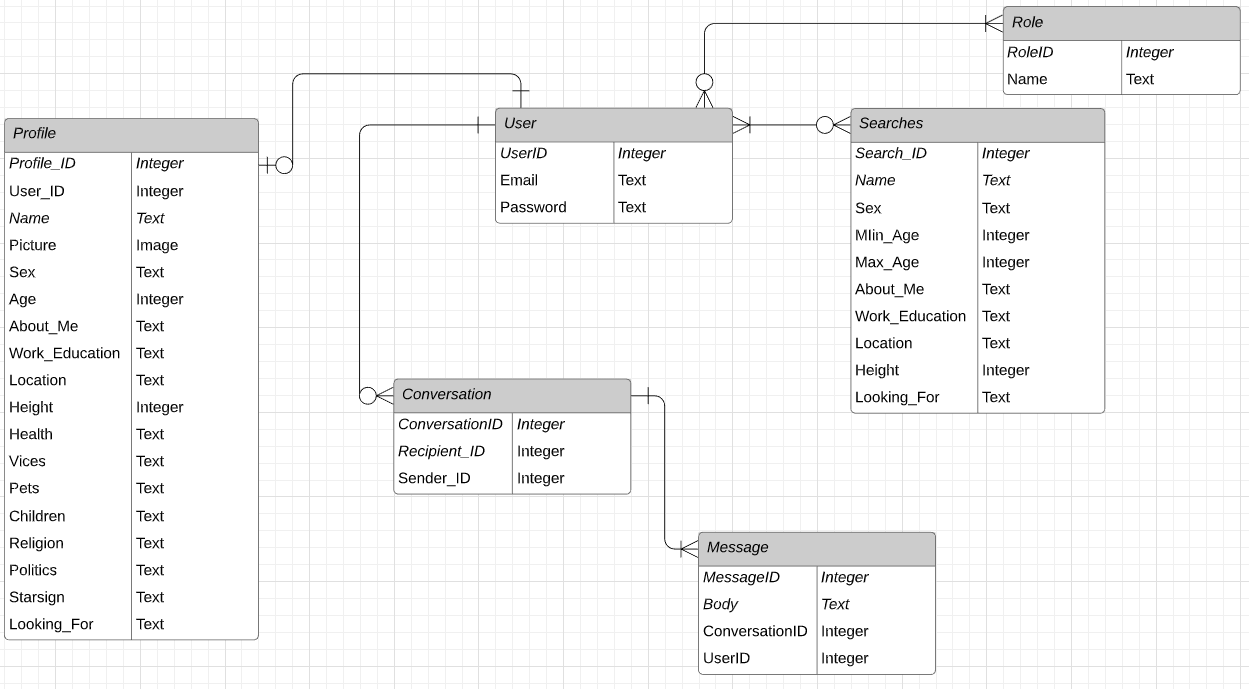 Role
RoleID Integer
Name Text
Profile
Profile_ID Integer
User_ID Integer
Name Text
Picture Image
Sex Text
Age Integer
About_Me Text
Work_Education Text
Location Text
Height Integer
Health Text
Vices Text
Pets Text
Children Text
Religion Text
Politics Text
Starsign Text
Looking_For Text
User
UserID Integer
Email Text
Password Text
Searches
Search_ID Integer
Name Text
Sex Text
MIin_Age Integer
Max_Age Integer
About_Me Text
Work_Education Text
Location Text
Height Integer
Looking_For Text
Conversation
ConversationID Integer
Recipient_ID Integer
Sender_ID Integer
Message
MessageID Integer
Body Text
ConversationID Integer
UserID Integer